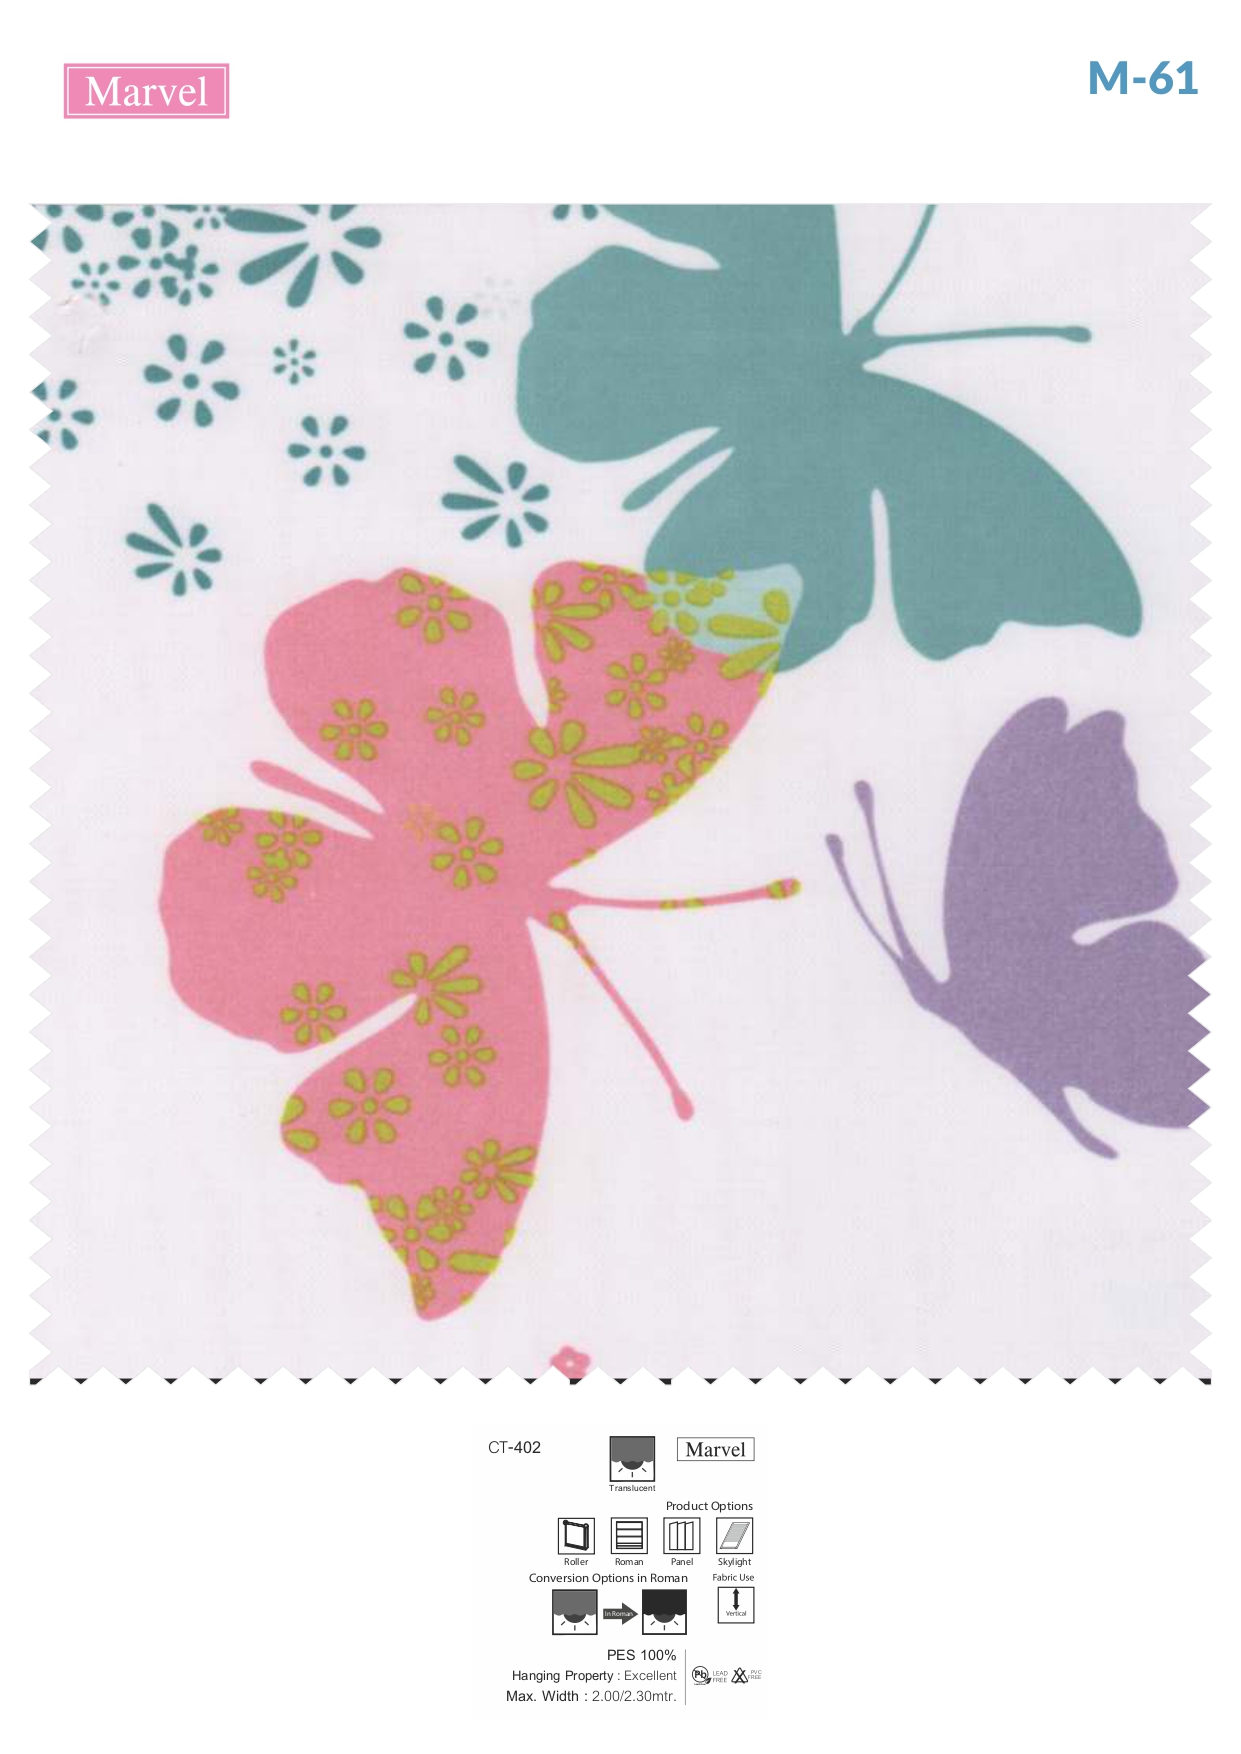 Marvel
M-61
CT-402
Marvel
Translucent
Product Options
Roller Roman Panel Skylight
Conversion Options in Roman
Fabric Use
In Roman
Vertical
PES 100%
Hanging Property : Excellent
Max. Width : 2.00/2.30mtr.
Pb
LEAD
FREE
PVC
FREE